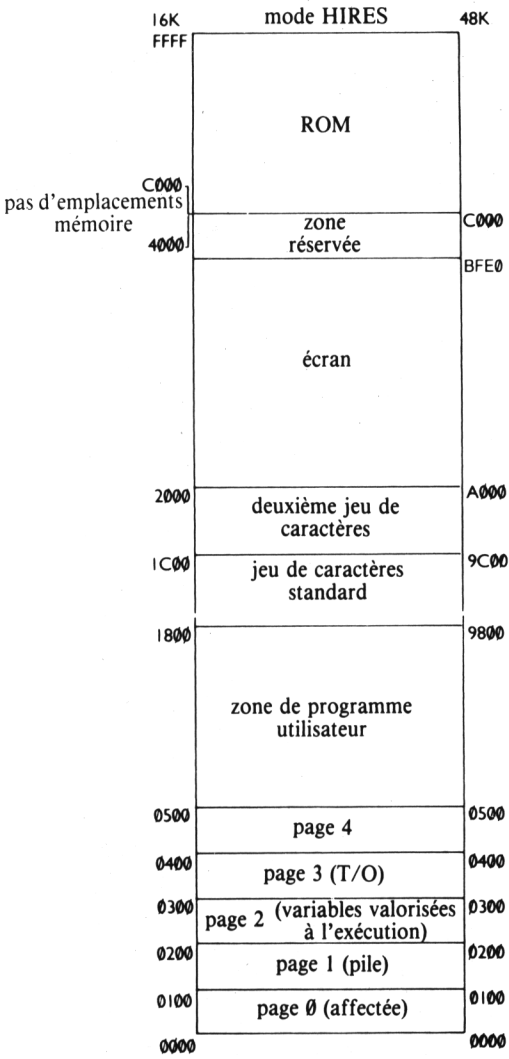 16K mode HIRES 48K
FFFF
ROM
C000
pas d'emplacements
mémoire
4000
zone
réservée
C000
BFE0
écran
2000 A000
deuxième jeu de
caractères
1C00 9C00
jeu de caractères
standard
1800 9800
zone de programme
utilisateur
0500 0500
page 4
0400 0400
page 3 (T/O)
0300 0300
page 2 (variables valorisées
à l'exécution)
0200 0200
page 1 (pile)
0100 0100
page 0 (affectée)
0000 0000